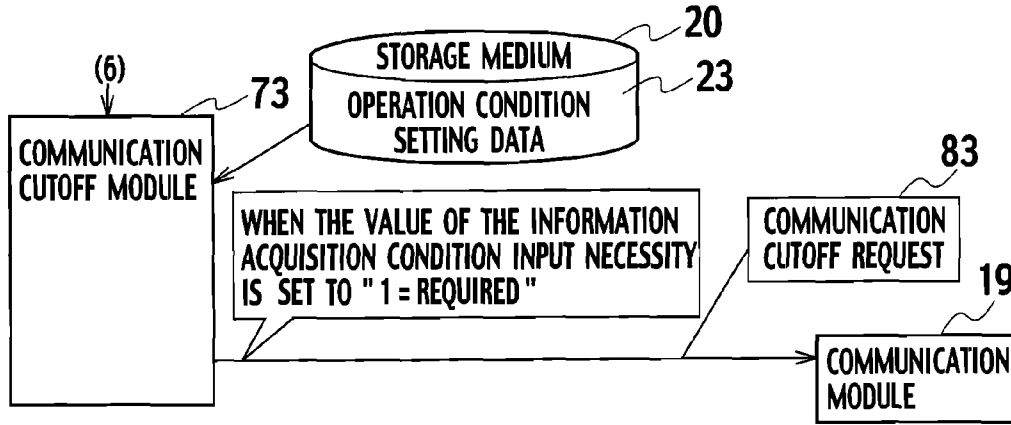 (6)
73
COMMUNICATION
CUTOFF MODULE
20
STORAGE MEDIUM
23
OPERATION CONDITION
SETTING DATA
WHEN THE VALUE OF THE INFORMATION
ACQUISITION CONDITION INPUT NECESSITY
IS SET TO "1=REQUIRED"
83
COMMUNICATION
CUTOFF REQUEST
19
COMMUNICATION
MODULE